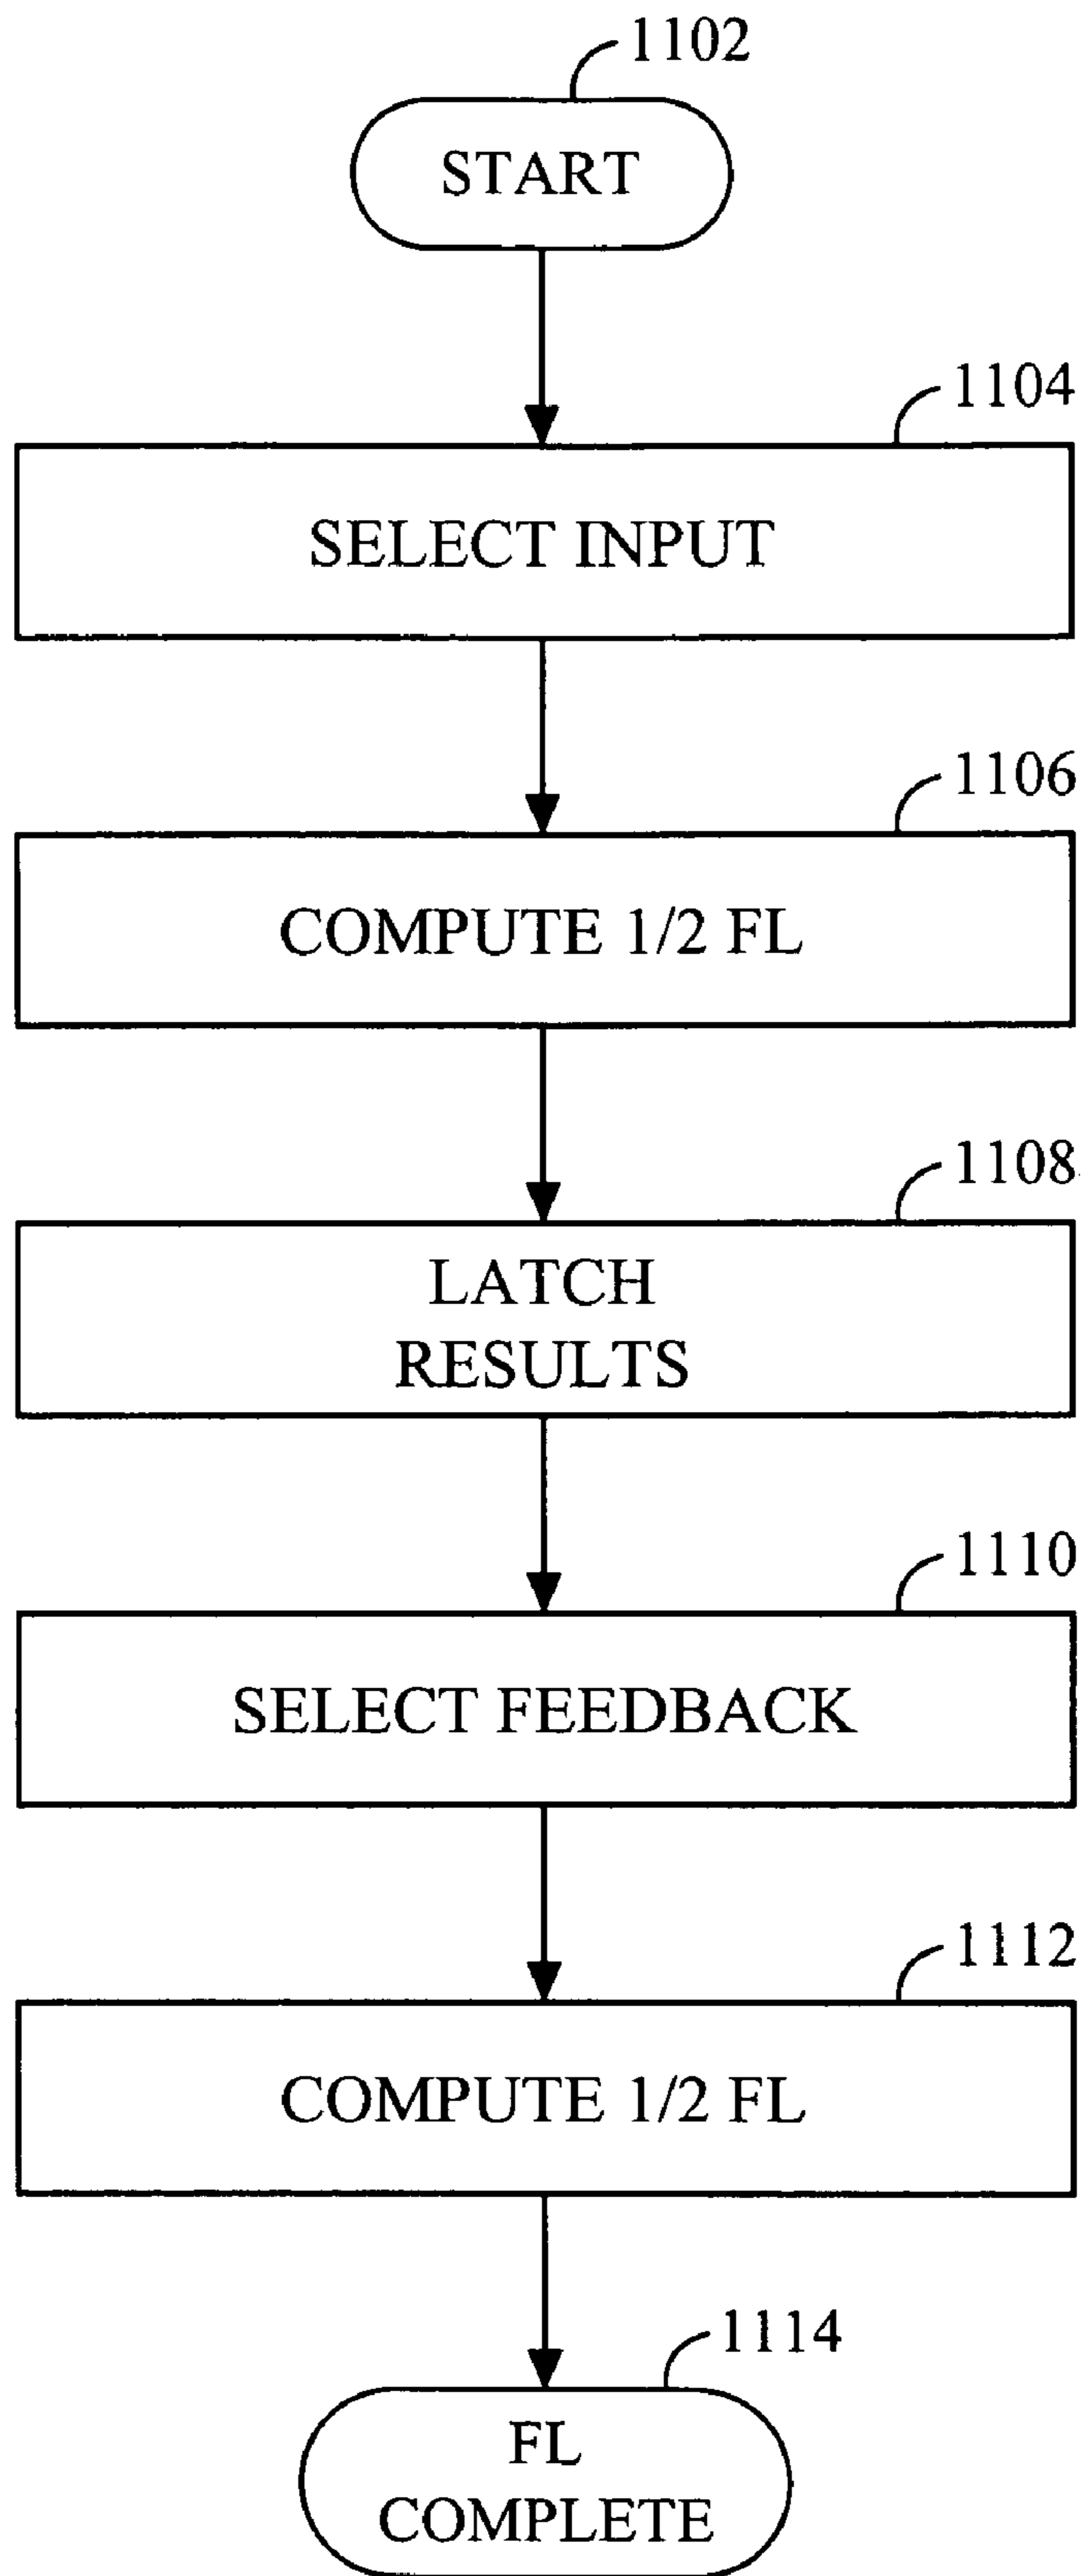 1102
START
1104
SELECT INPUT
1106
COMPUTE 1/2 FL
1108
LATCH
RESULTS
1110
SELECT FEEDBACK
1112
COMPUTE 1/2 FL
1114
FL
COMPLETE